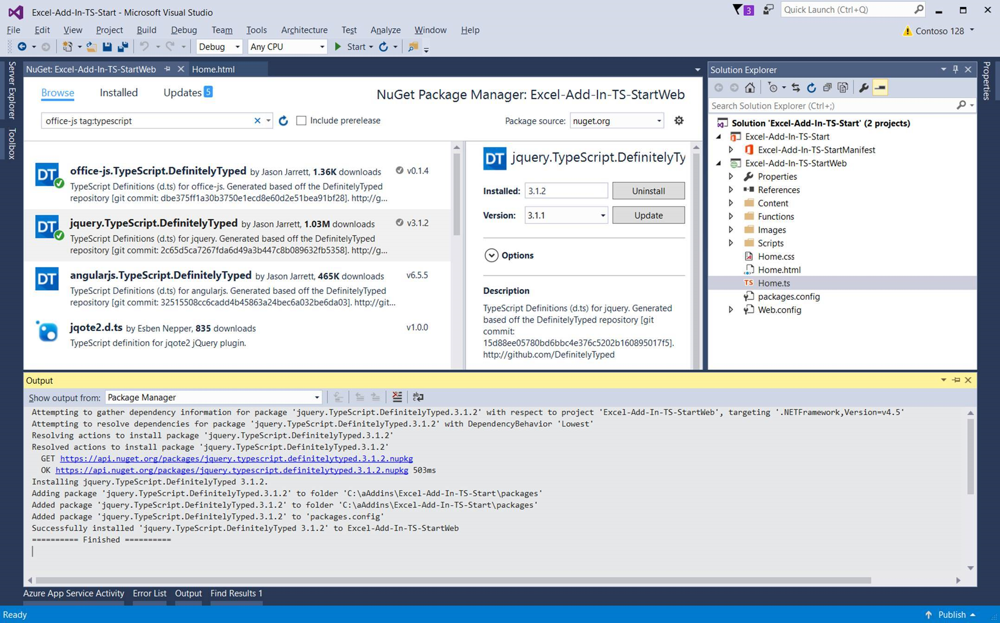 Excel-Add-In-TS-Start - Microsoft Visual Studio
3
Quick Launch (Ctrl+Q)
File Edit View Project Build Debug Team Tools Architecture Test Analyze Window Help
Contoso 128
Debug
Any CPU
Start
Server Explorer
Toolbox
NuGet: Excel-Add-In-TS-StartWeb
Home.html
Browse
Installed
Updates 5
NuGet Package Manager: Excel-Add-In-TS-StartWeb
office-js tag:typescript
Include prerelease
Package source: nuget.org
DT
office-js.TypeScript.DefinitelyTyped by Jason Jarrett, 1.36K downloads
v0.1.4
TypeScript Definitions (d.ts) for office-js. Generated based off the DefinitelyTyped
repository [git commit: dbe375ff1a30b3750e1ecd8e60d2e51bea91bf28]. http://g...
DT
jquery.TypeScript.DefinitelyTyped by Jason Jarrett, 1.03M downloads
v3.1.2
TypeScript Definitions (d.ts) for jquery. Generated based off the DefinitelyTyped
repository [git commit: 2c65d5ca7267fda6d49a3b447c8b089632fb5358]. http://g...
DT
angularjs.TypeScript.DefinitelyTyped by Jason Jarrett, 465K downloads
v6.5.5
TypeScript Definitions (d.ts) for angularjs. Generated based off the DefinitelyTyped
repository [git commit: 32515508cc6cadd4b45863a24bec6a032be6da03]. http://git...
jqote2.d.ts by Esben Nepper, 835 downloads
v1.0.0
TypeScript definition for jqote2 jQuery plugin.
DT
jquery.TypeScript.DefinitelyTy
Installed: 3.1.2 Uninstall
Version: 3.1.1 Update
Options
Description
TypeScript Definitions (d.ts) for jquery. Generated
based off the DefinitelyTyped repository [git
commit:
15d88ee05780bd6bbc4e376c5202b160895017f5].
http://github.com/DefinitelyTyped
Solution Explorer
Search Solution Explorer (Ctrl+;)
Solution 'Excel-Add-In-TS-Start' (2 projects)
Excel-Add-In-TS-Start
Excel-Add-In-TS-StartManifest
Excel-Add-In-TS-StartWeb
Properties
References
Content
Functions
Images
Scripts
Home.css
Home.html
TS Home.ts
packages.config
Web.config
Properties
Output
Show output from: Package Manager
Attempting to gather dependency information for package 'jquery.TypeScript.DefinitelyTyped.3.1.2' with respect to project 'Excel-Add-In-TS-StartWeb', targeting '.NETFramework,Version=v4.5'
Attempting to resolve dependencies for package 'jquery.TypeScript.DefinitelyTyped.3.1.2' with DependencyBehavior 'Lowest'
Resolving actions to install package 'jquery.TypeScript.DefinitelyTyped.3.1.2'
Resolved actions to install package 'jquery.TypeScript.DefinitelyTyped.3.1.2'
GET https://api.nuget.org/packages/jquery.typescript.definitelytyped.3.1.2.nupkg
OK https://api.nuget.org/packages/jquery.typescript.definitelytyped.3.1.2.nupkg 503ms
Installing jquery.TypeScript.DefinitelyTyped 3.1.2.
Adding package 'jquery.TypeScript.DefinitelyTyped.3.1.2' to folder 'C:\aAddins\Excel-Add-In-TS-Start\packages'
Added package 'jquery.TypeScript.DefinitelyTyped.3.1.2' to folder 'C:\aAddins\Excel-Add-In-TS-Start\packages'
Added package 'jquery.TypeScript.DefinitelyTyped.3.1.2' to 'packages.config'
Successfully installed 'jquery.TypeScript.DefinitelyTyped 3.1.2' to Excel-Add-In-TS-StartWeb
========== Finished ==========
Azure App Service Activity Error List Output Find Results 1
Ready
Publish